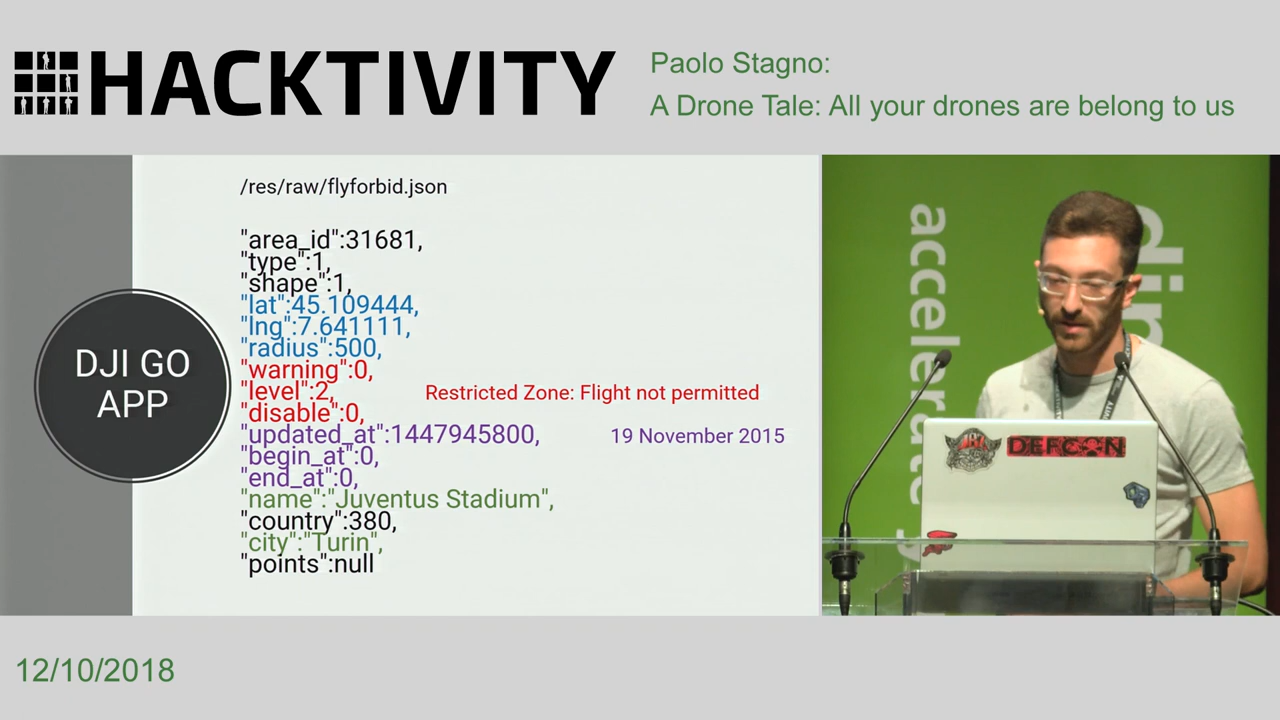 HACKTIVITY
Paolo Stagno:
A Drone Tale: All your drones are belong to us
/res/raw/flyforbid.json
"area_id":31681,
"type":1,
"shape":1,
"lat":45.109444,
"lng":7.641111,
"radius":500,
"warning":0,
"level":2,
Restricted Zone: Flight not permitted
"disable":0,
"updated_at":1447945800,
19 November 2015
"begin_at":0,
"end_at":0,
"name":"Juventus Stadium",
"country":380,
"city":"Turin",
"points":null
DJI GO
APP
DEFCON
12/10/2018